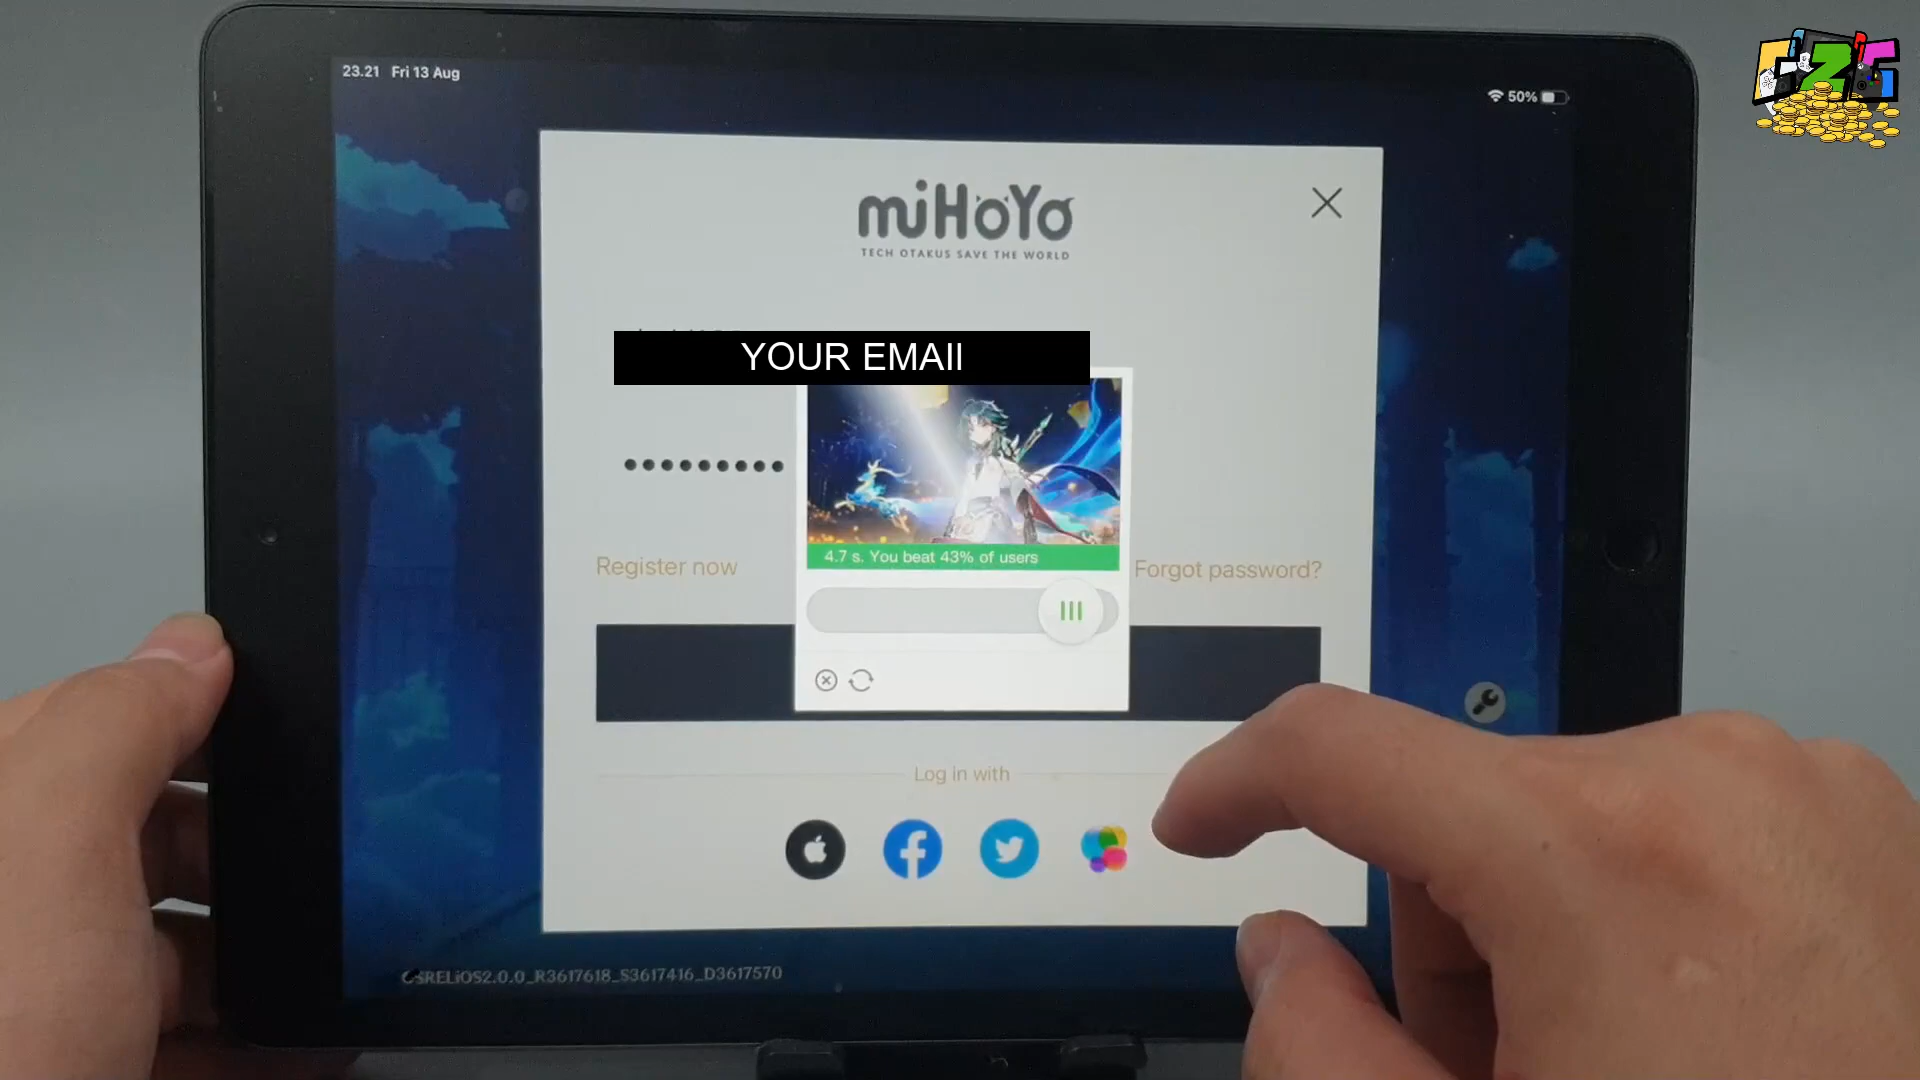 23.21 Fri 13 Aug
50%
miHoYo
TECH OTAKUS SAVE THE WORLD
YOUR EMAIl
4.7 s. You beat 43% of users
Register now
Forgot password?
Log in with
OSRELiOS2.0.0_R3617618_S3617416_D3617570